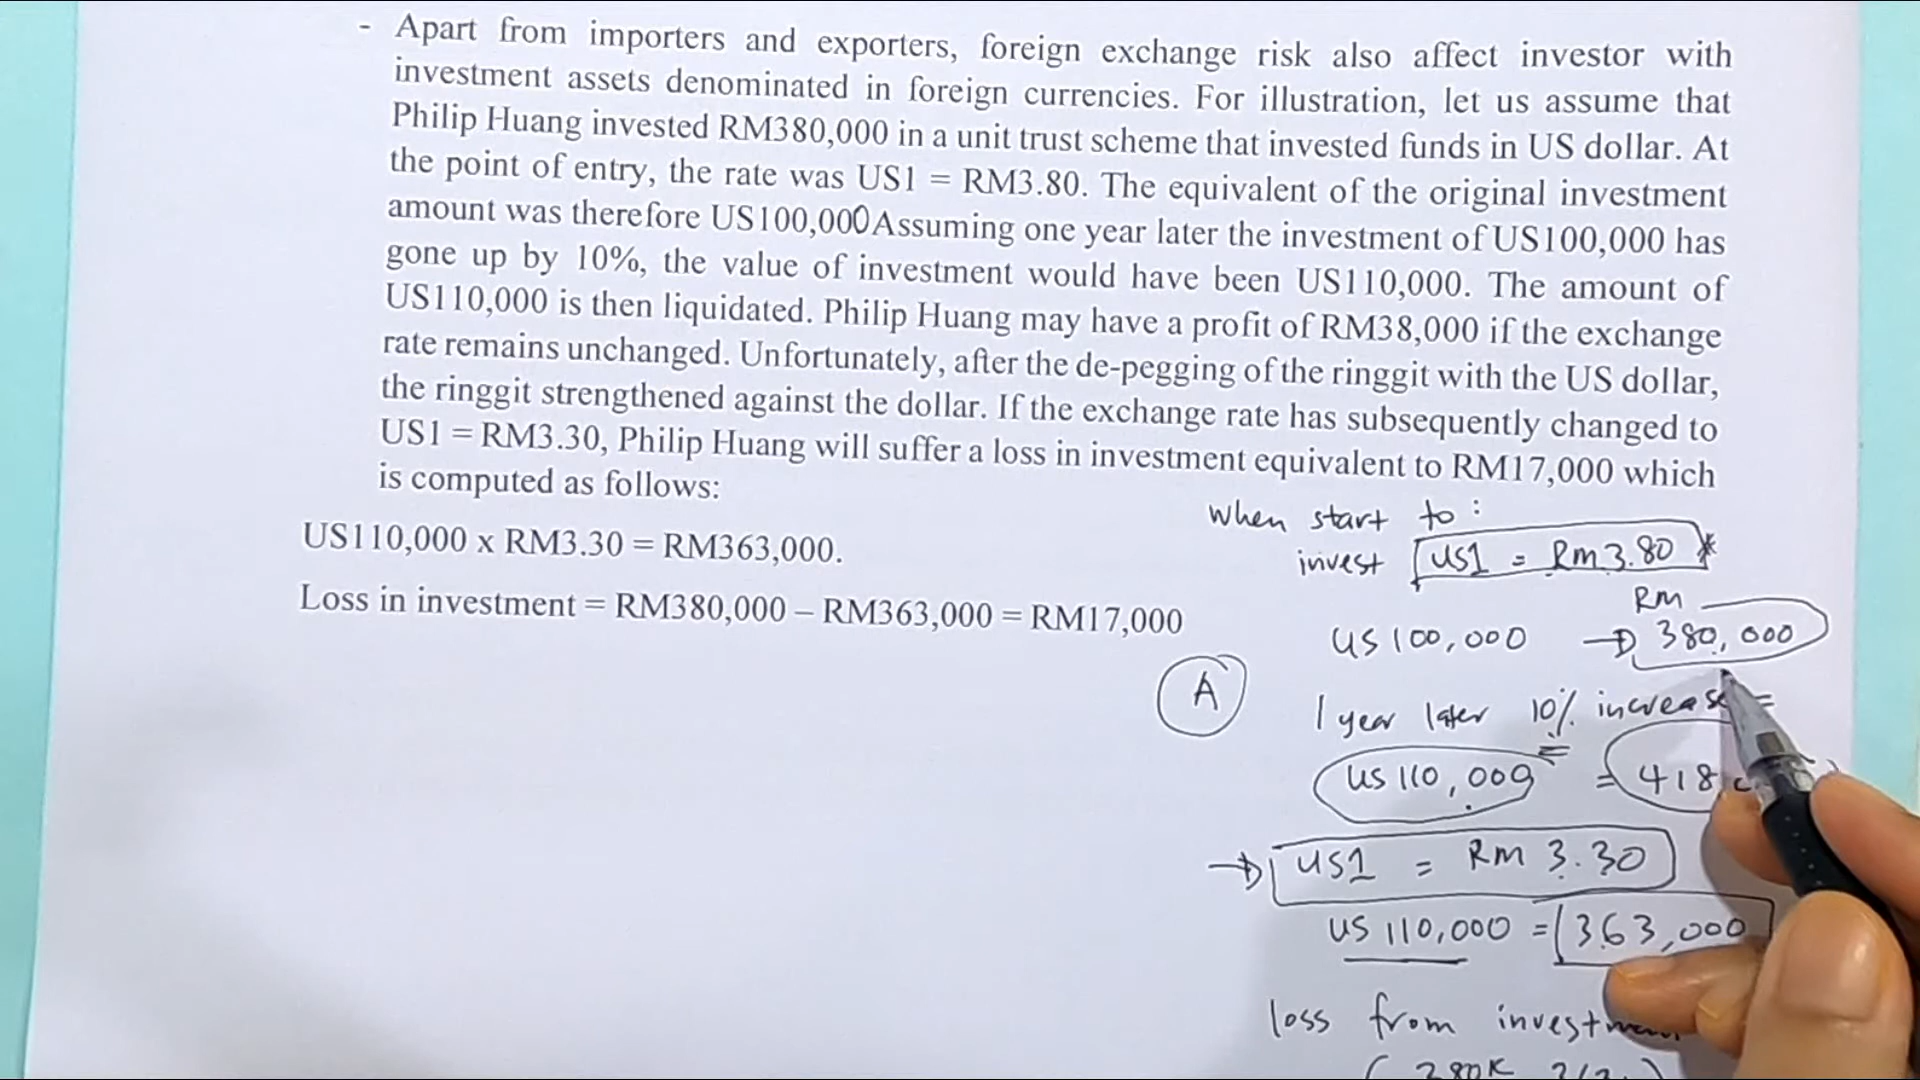 - Apart from importers and exporters, foreign exchange risk also affect investor with
investment assets denominated in foreign currencies. For illustration, let us assume that
Philip Huang invested RM380,000 in a unit trust scheme that invested funds in US dollar. At
the point of entry, the rate was US1 = RM3.80. The equivalent of the original investment
amount was therefore US100,000 Assuming one year later the investment of US100,000 has
gone up by 10%, the value of investment would have been US110,000. The amount of
US110,000 is then liquidated. Philip Huang may have a profit of RM38,000 if the exchange
rate remains unchanged. Unfortunately, after the de-pegging of the ringgit with the US dollar,
the ringgit strengthened against the dollar. If the exchange rate has subsequently changed to
US1 = RM3.30, Philip Huang will suffer a loss in investment equivalent to RM17,000 which
is computed as follows:
US110,000 x RM3.30 = RM363,000.
Loss in investment = RM380,000 – RM363,000 = RM17,000
When start to :
invest US1 = Rm 3.80 *
RM
US 100,000 → 380,000
A
1 year later 10% increase =
US 110,000 = 418
→ US1 = Rm 3.30
US 110,000 = 363,000
loss from
( 380K